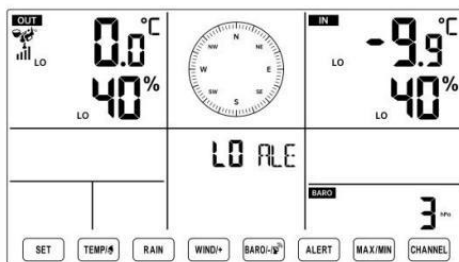 OUT
0.0°C
LO
40%
LO
N
NW NE
W E
SW SE
S
IN
-9.9°C
LO
40%
LO
LO ALE
BARO
3 hPa
SET TEMP/ RAIN WIND/+ BARO/-/ ALERT MAX/MIN CHANNEL